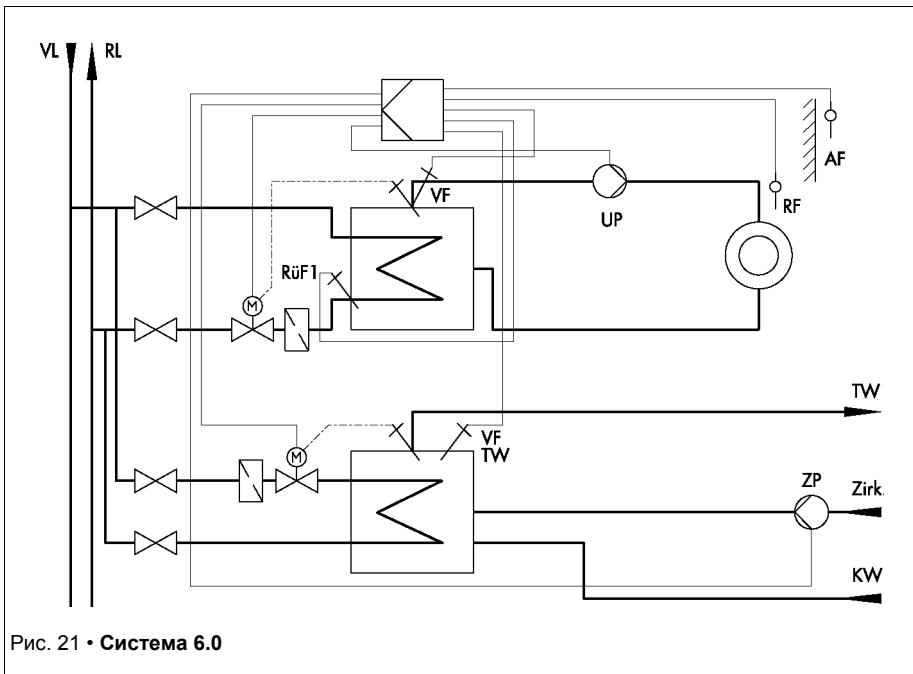 VL RL
AF
VF
RF
UP
RüF1
M
TW
VF
TW
M
ZP
Zirk.
KW
Рис. 21 • Система 6.0